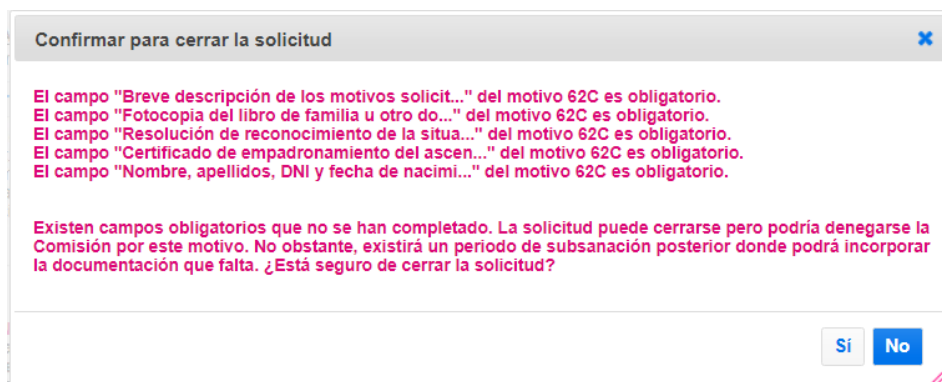 Confirmar para cerrar la solicitud
El campo "Breve descripción de los motivos solicit..." del motivo 62C es obligatorio.
El campo "Fotocopia del libro de familia u otro do..." del motivo 62C es obligatorio.
El campo "Resolución de reconocimiento de la situa..." del motivo 62C es obligatorio.
El campo "Certificado de empadronamiento del ascen..." del motivo 62C es obligatorio.
El campo "Nombre, apellidos, DNI y fecha de nacimi..." del motivo 62C es obligatorio.
Existen campos obligatorios que no se han completado. La solicitud puede cerrarse pero podría denegarse la
Comisión por este motivo. No obstante, existirá un periodo de subsanación posterior donde podrá incorporar
la documentación que falta. ¿Está seguro de cerrar la solicitud?
Sí No